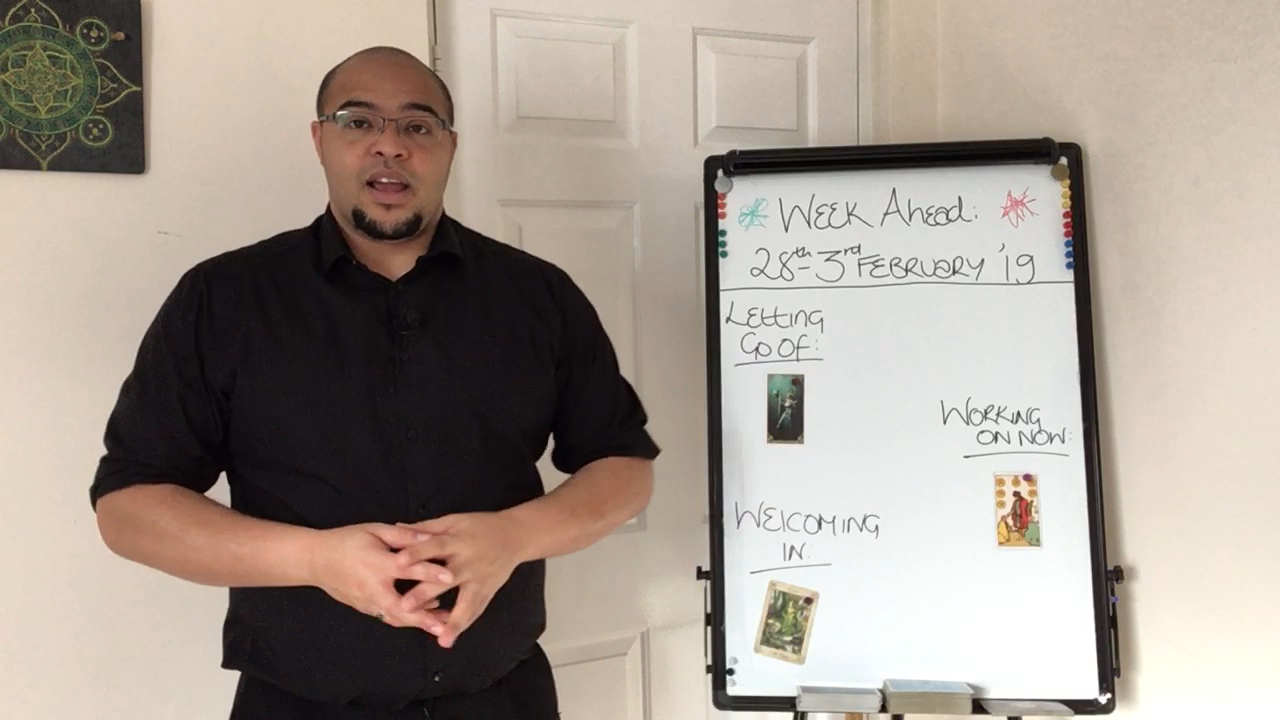 WEEK AHEAD:
28th-3rd FEBRUARY '19
LETTING
GO OF:
WORKING
ON NOW:
WELCOMING
IN: